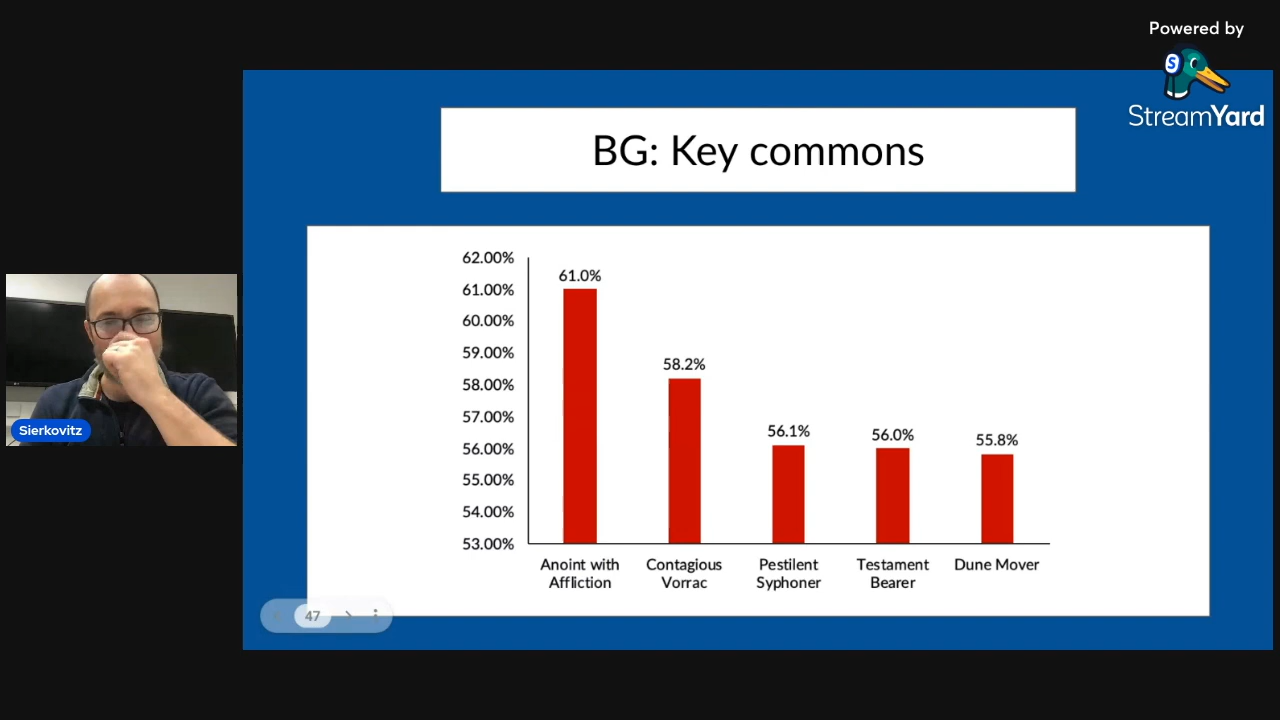 Powered by
S
StreamYard
BG: Key commons
62.00%
61.00%
60.00%
59.00%
58.00%
57.00%
56.00%
55.00%
54.00%
53.00%
61.0%
58.2%
56.1%
56.0%
55.8%
Anoint with
Affliction
Contagious
Vorrac
Pestilent
Syphoner
Testament
Bearer
Dune Mover
47
Sierkovitz